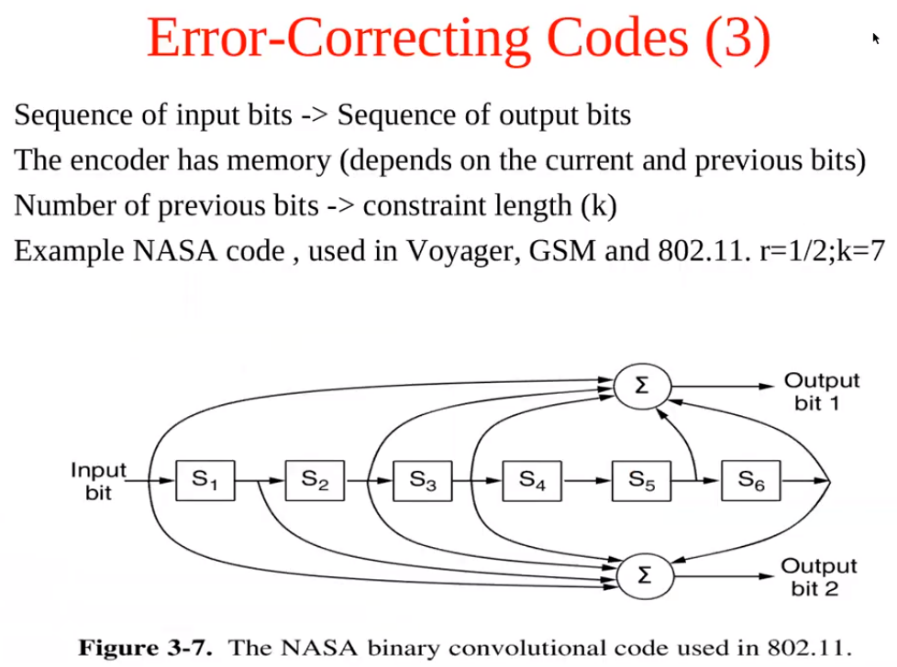 Error-Correcting Codes (3)
Sequence of input bits -> Sequence of output bits
The encoder has memory (depends on the current and previous bits)
Number of previous bits -> constraint length (k)
Example NASA code , used in Voyager, GSM and 802.11. r=1/2;k=7
Σ
Output
bit 1
Input
bit
S1
S2
S3
S4
S5
S6
Σ
Output
bit 2
Figure 3-7. The NASA binary convolutional code used in 802.11.